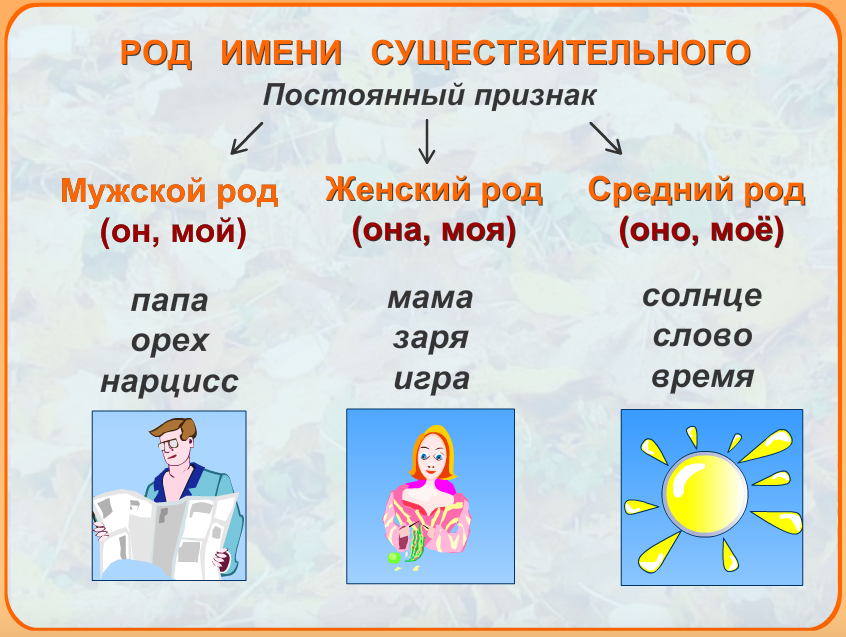 РОД ИМЕНИ СУЩЕСТВИТЕЛЬНОГО
Постоянный признак
Мужской род
(он, мой)
папа
орех
нарцисс
Женский род
(она, моя)
мама
заря
игра
Средний род
(оно, моё)
солнце
слово
время